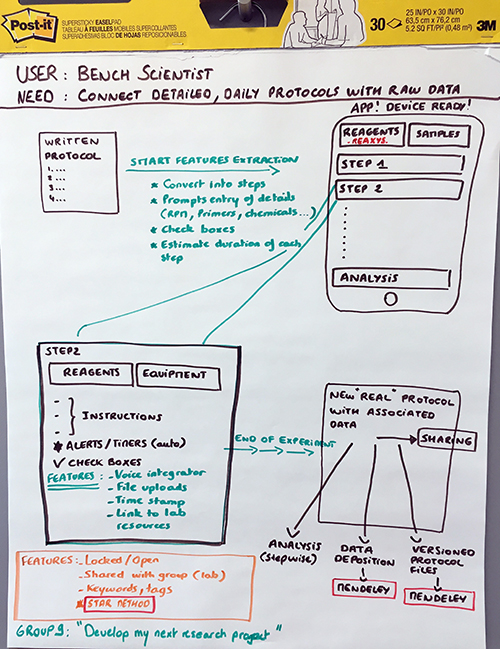 Post-it
SUPERSTICKY EASEL PAD
TABLEAU À FEUILLES MOBILES SUPERCOLLANTES
SUPERADHESIVAS BLOC DE HOJAS REPOSICIONABLES
30
25 IN/PO x 30 IN/PO
63,5 cm x 76,2 cm
5.2 SQ FT/PP (0,48 m²)
3M
USER : BENCH SCIENTIST
NEED : CONNECT DETAILED, DAILY PROTOCOLS WITH RAW DATA
APP! DEVICE READY!
WRITTEN
PROTOCOL
1....
2 ...
3 ...
4...
SMART FEATURES EXTRACTION
* Convert into steps
* Prompts entry of details
(RPM, Primers, chemicals...)
* Check boxes
* Estimate duration of each
step
REAGENTS
.REAXYS.
SAMPLES
STEP 1
STEP 2
ANALYSIS
STEP2
REAGENTS
EQUIPMENT
- } INSTRUCTIONS
* ALERTS/TIMERS (auto)
✓ CHECK BOXES
FEATURES : - Voice integrator
- File uploads
- Time stamp
- Link to lab
resources
END OF EXPERIMENT
NEW "REAL" PROTOCOL
WITH ASSOCIATED
DATA
SHARING
ANALYSIS
(stepwise)
DATA
DEPOSITION
MENDELEY
VERSIONED
PROTOCOL
FILES
MENDELEY
FEATURES: - Locked/Open
- Shared with group (lab)
- Keywords, tags
* STAR METHOD
GROUP 9: "Develop my next research project"